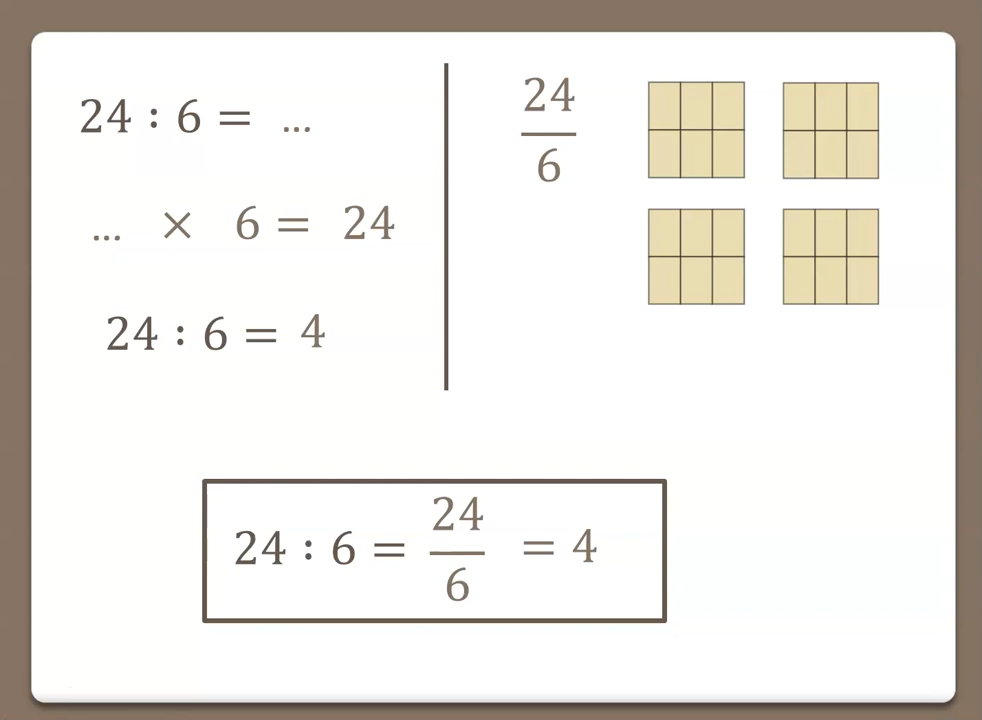 24 : 6 = ...
... × 6 = 24
24 : 6 = 4
24
6
24 : 6 = 24/6 = 4